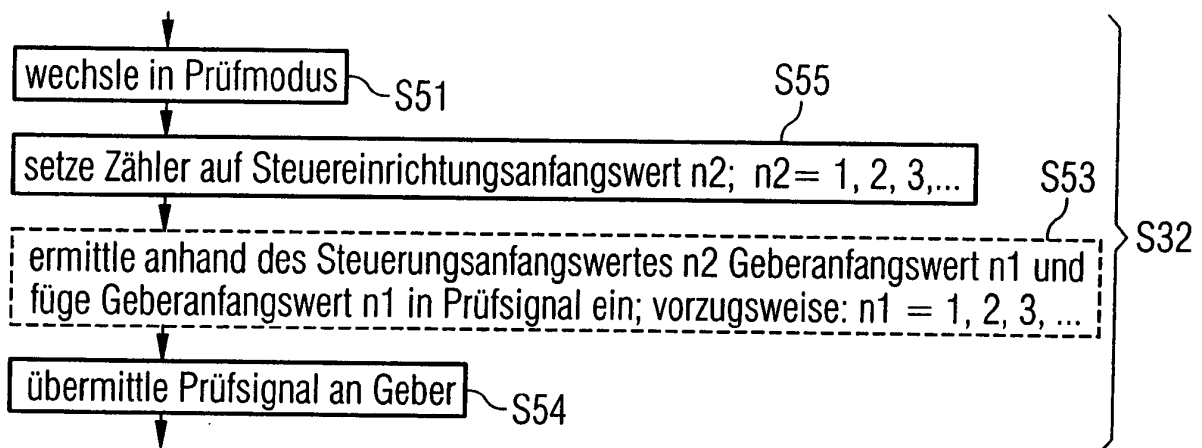 wechsle in Prüfmodus
S51
S55
setze Zähler auf Steuereinrichtungsanfangswert n2; n2= 1, 2, 3,...
S53
ermittle anhand des Steuerungsanfangswertes n2 Geberanfangswert n1 und
füge Geberanfangswert n1 in Prüfsignal ein; vorzugsweise: n1 = 1, 2, 3, ...
S32
übermittle Prüfsignal an Geber
S54